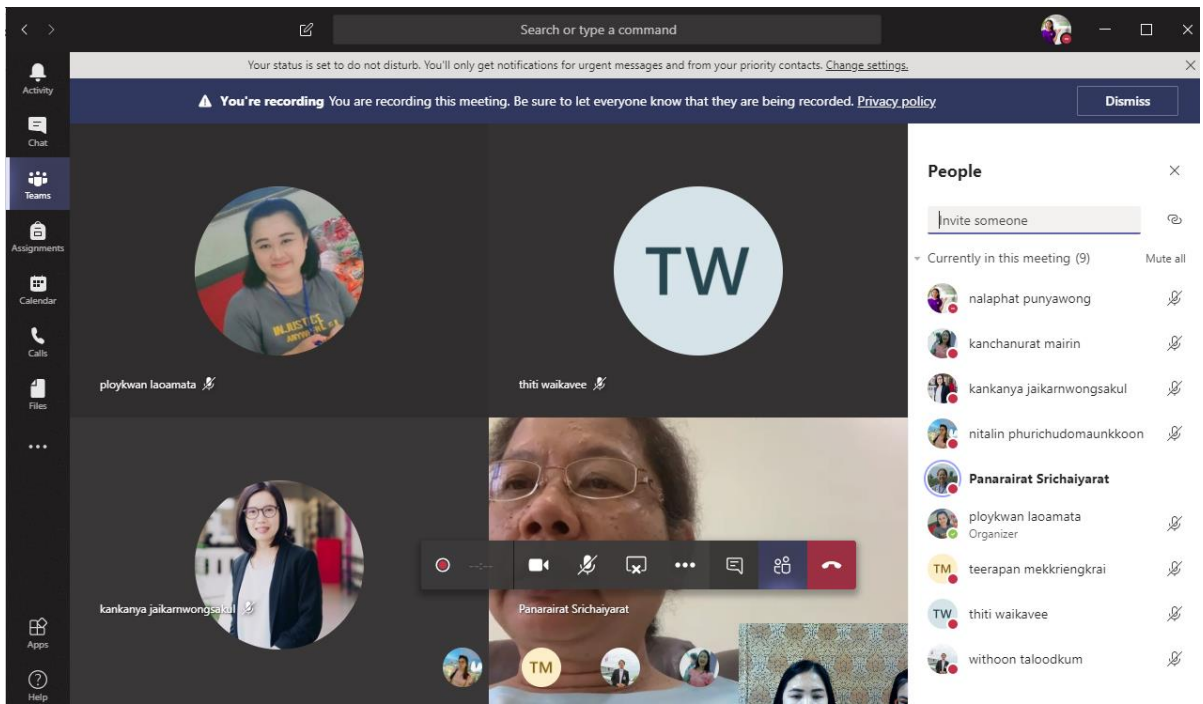 Search or type a command
Your status is set to do not disturb. You'll only get notifications for urgent messages and from your priority contacts. Change settings.
You're recording You are recording this meeting. Be sure to let everyone know that they are being recorded. Privacy policy
Dismiss
Activity
Chat
Teams
Assignments
Calendar
Calls
Files
Apps
Help
INJUSTICE
ploykwan laoamata
TW
thiti waikavee
kankanya jaikarnwongsakul
Panarairat Srichaiyarat
--:--
TM
People
Invite someone
Currently in this meeting (9)
Mute all
nalaphat punyawong
kanchanurat mairin
kankanya jaikarnwongsakul
nitalin phurichudomaunkkoon
Panarairat Srichaiyarat
ploykwan laoamata
Organizer
TM
teerapan mekkriengkrai
TW
thiti waikavee
withoon taloodkum